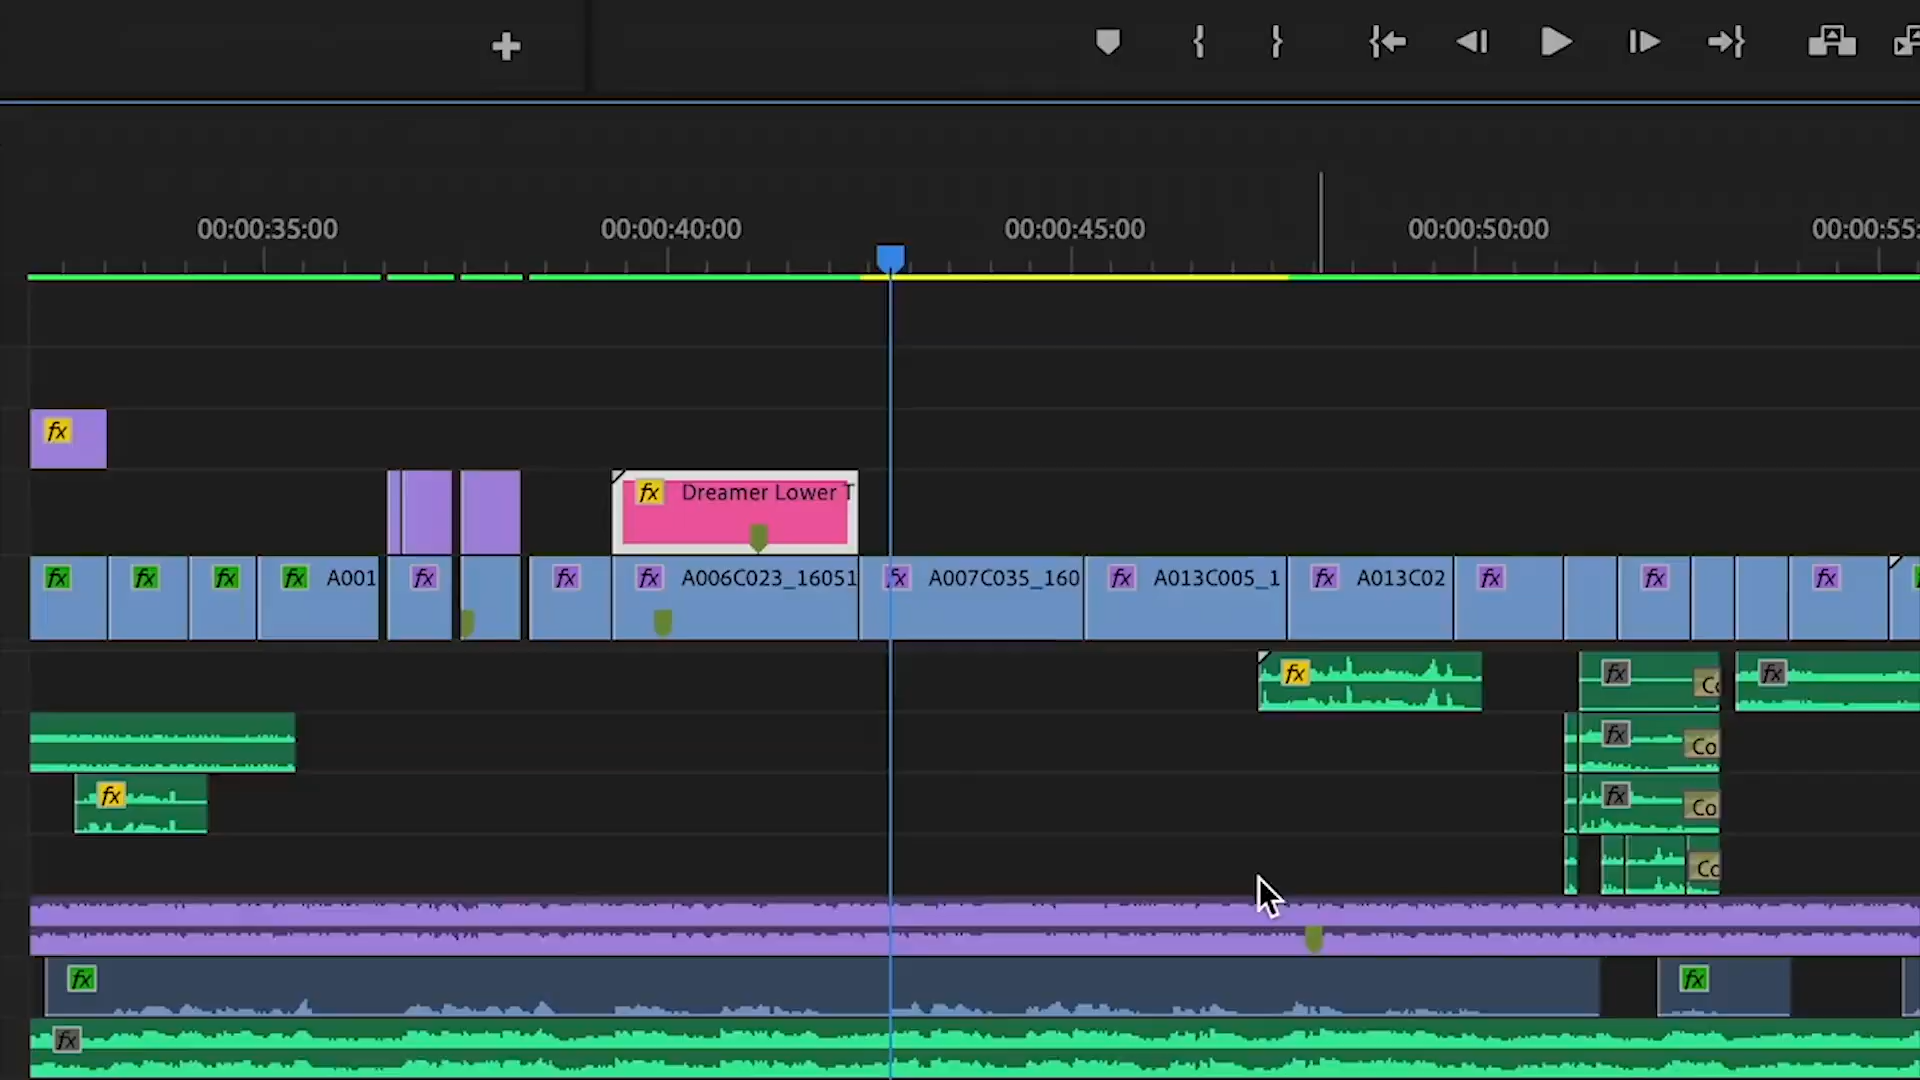 00:00:35:00 00:00:40:00 00:00:45:00 00:00:50:00 00:00:55:
fx
fx Dreamer Lower T
fx fx fx fx A001 fx fx fx A006C023_16051 fx A007C035_160 fx A013C005_1 fx A013C02 fx fx fx
fx fx Co fx
fx Co
fx fx Co
Co
fx fx
fx